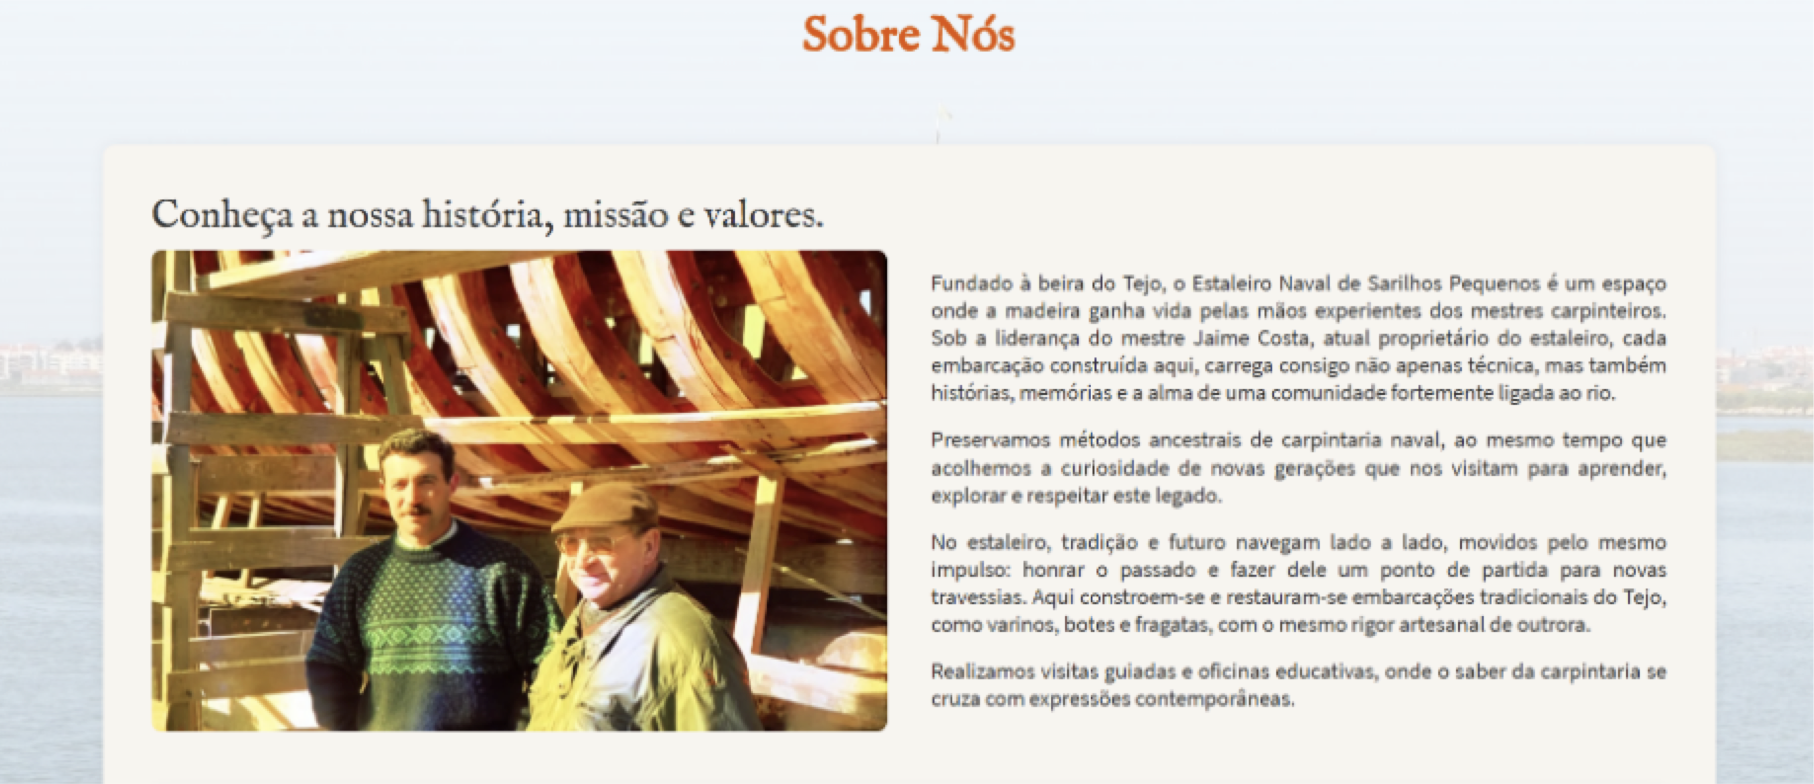 Sobre Nós
Conheça a nossa história, missão e valores.
Fundado à beira do Tejo, o Estaleiro Naval de Sarilhos Pequenos é um espaço
onde a madeira ganha vida pelas mãos experientes dos mestres carpinteiros.
Sob a liderança do mestre Jaime Costa, atual proprietário do estaleiro, cada
embarcação construída aqui, carrega consigo não apenas técnica, mas também
histórias, memórias e a alma de uma comunidade fortemente ligada ao rio.
Preservamos métodos ancestrais de carpintaria naval, ao mesmo tempo que
acolhemos a curiosidade de novas gerações que nos visitam para aprender,
explorar e respeitar este legado.
No estaleiro, tradição e futuro navegam lado a lado, movidos pelo mesmo
impulso: honrar o passado e fazer dele um ponto de partida para novas
travessias. Aqui constroem-se e restauram-se embarcações tradicionais do Tejo,
como varinos, botes e fragatas, com o mesmo rigor artesanal de outrora.
Realizamos visitas guiadas e oficinas educativas, onde o saber da carpintaria se
cruza com expressões contemporâneas.